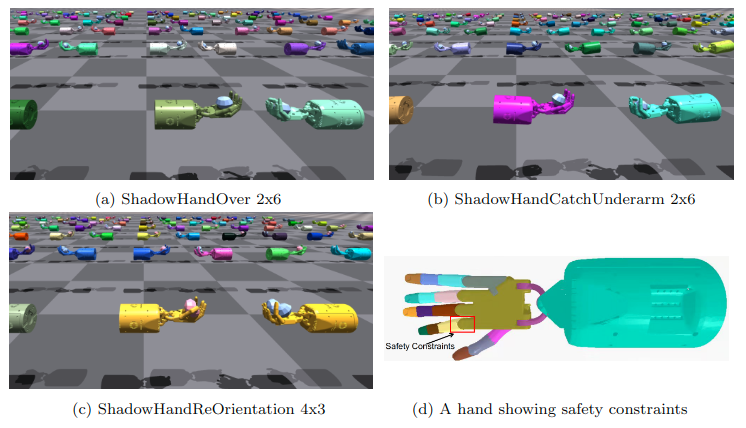 (a) ShadowHandOver 2x6
(b) ShadowHandCatchUnderarm 2x6
Safety Constraints
(c) ShadowHandReOrientation 4x3
(d) A hand showing safety constraints